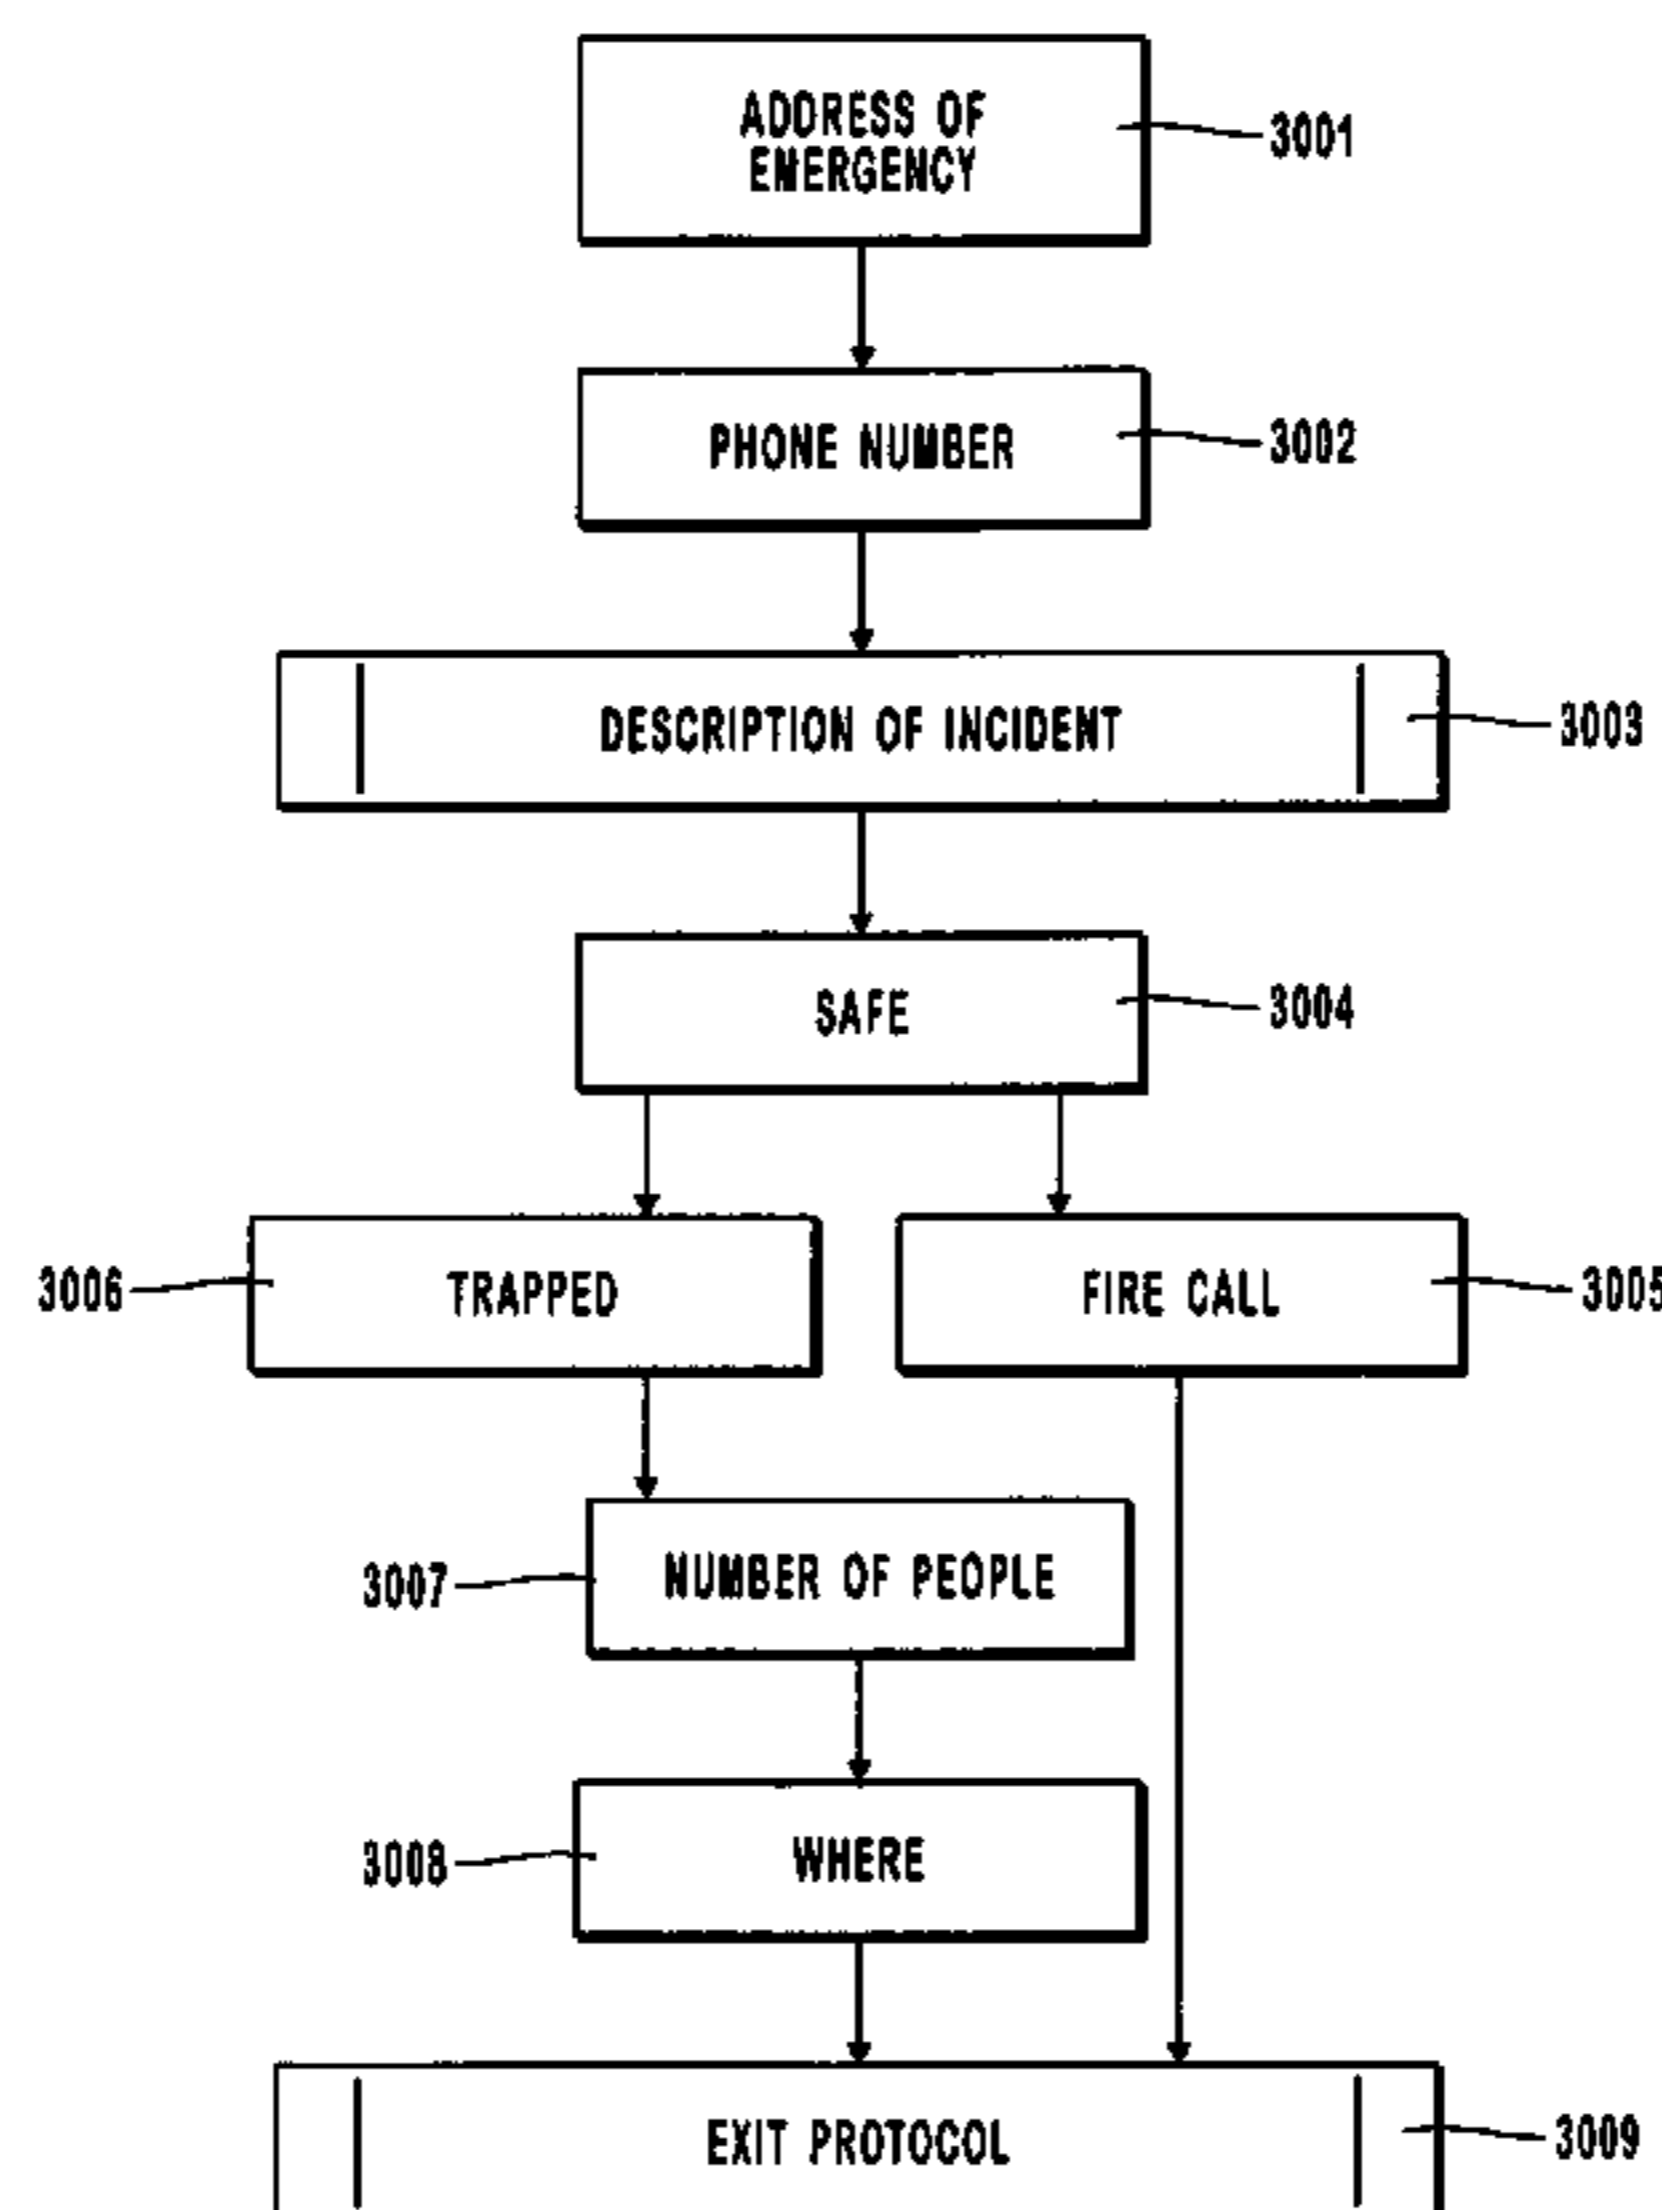 ADDRESS OF
EMERGENCY
3001
PHONE NUMBER
3002
DESCRIPTION OF INCIDENT
3003
SAFE
3004
3006
TRAPPED
FIRE CALL
3005
3007
NUMBER OF PEOPLE
3008
WHERE
EXIT PROTOCOL
3009